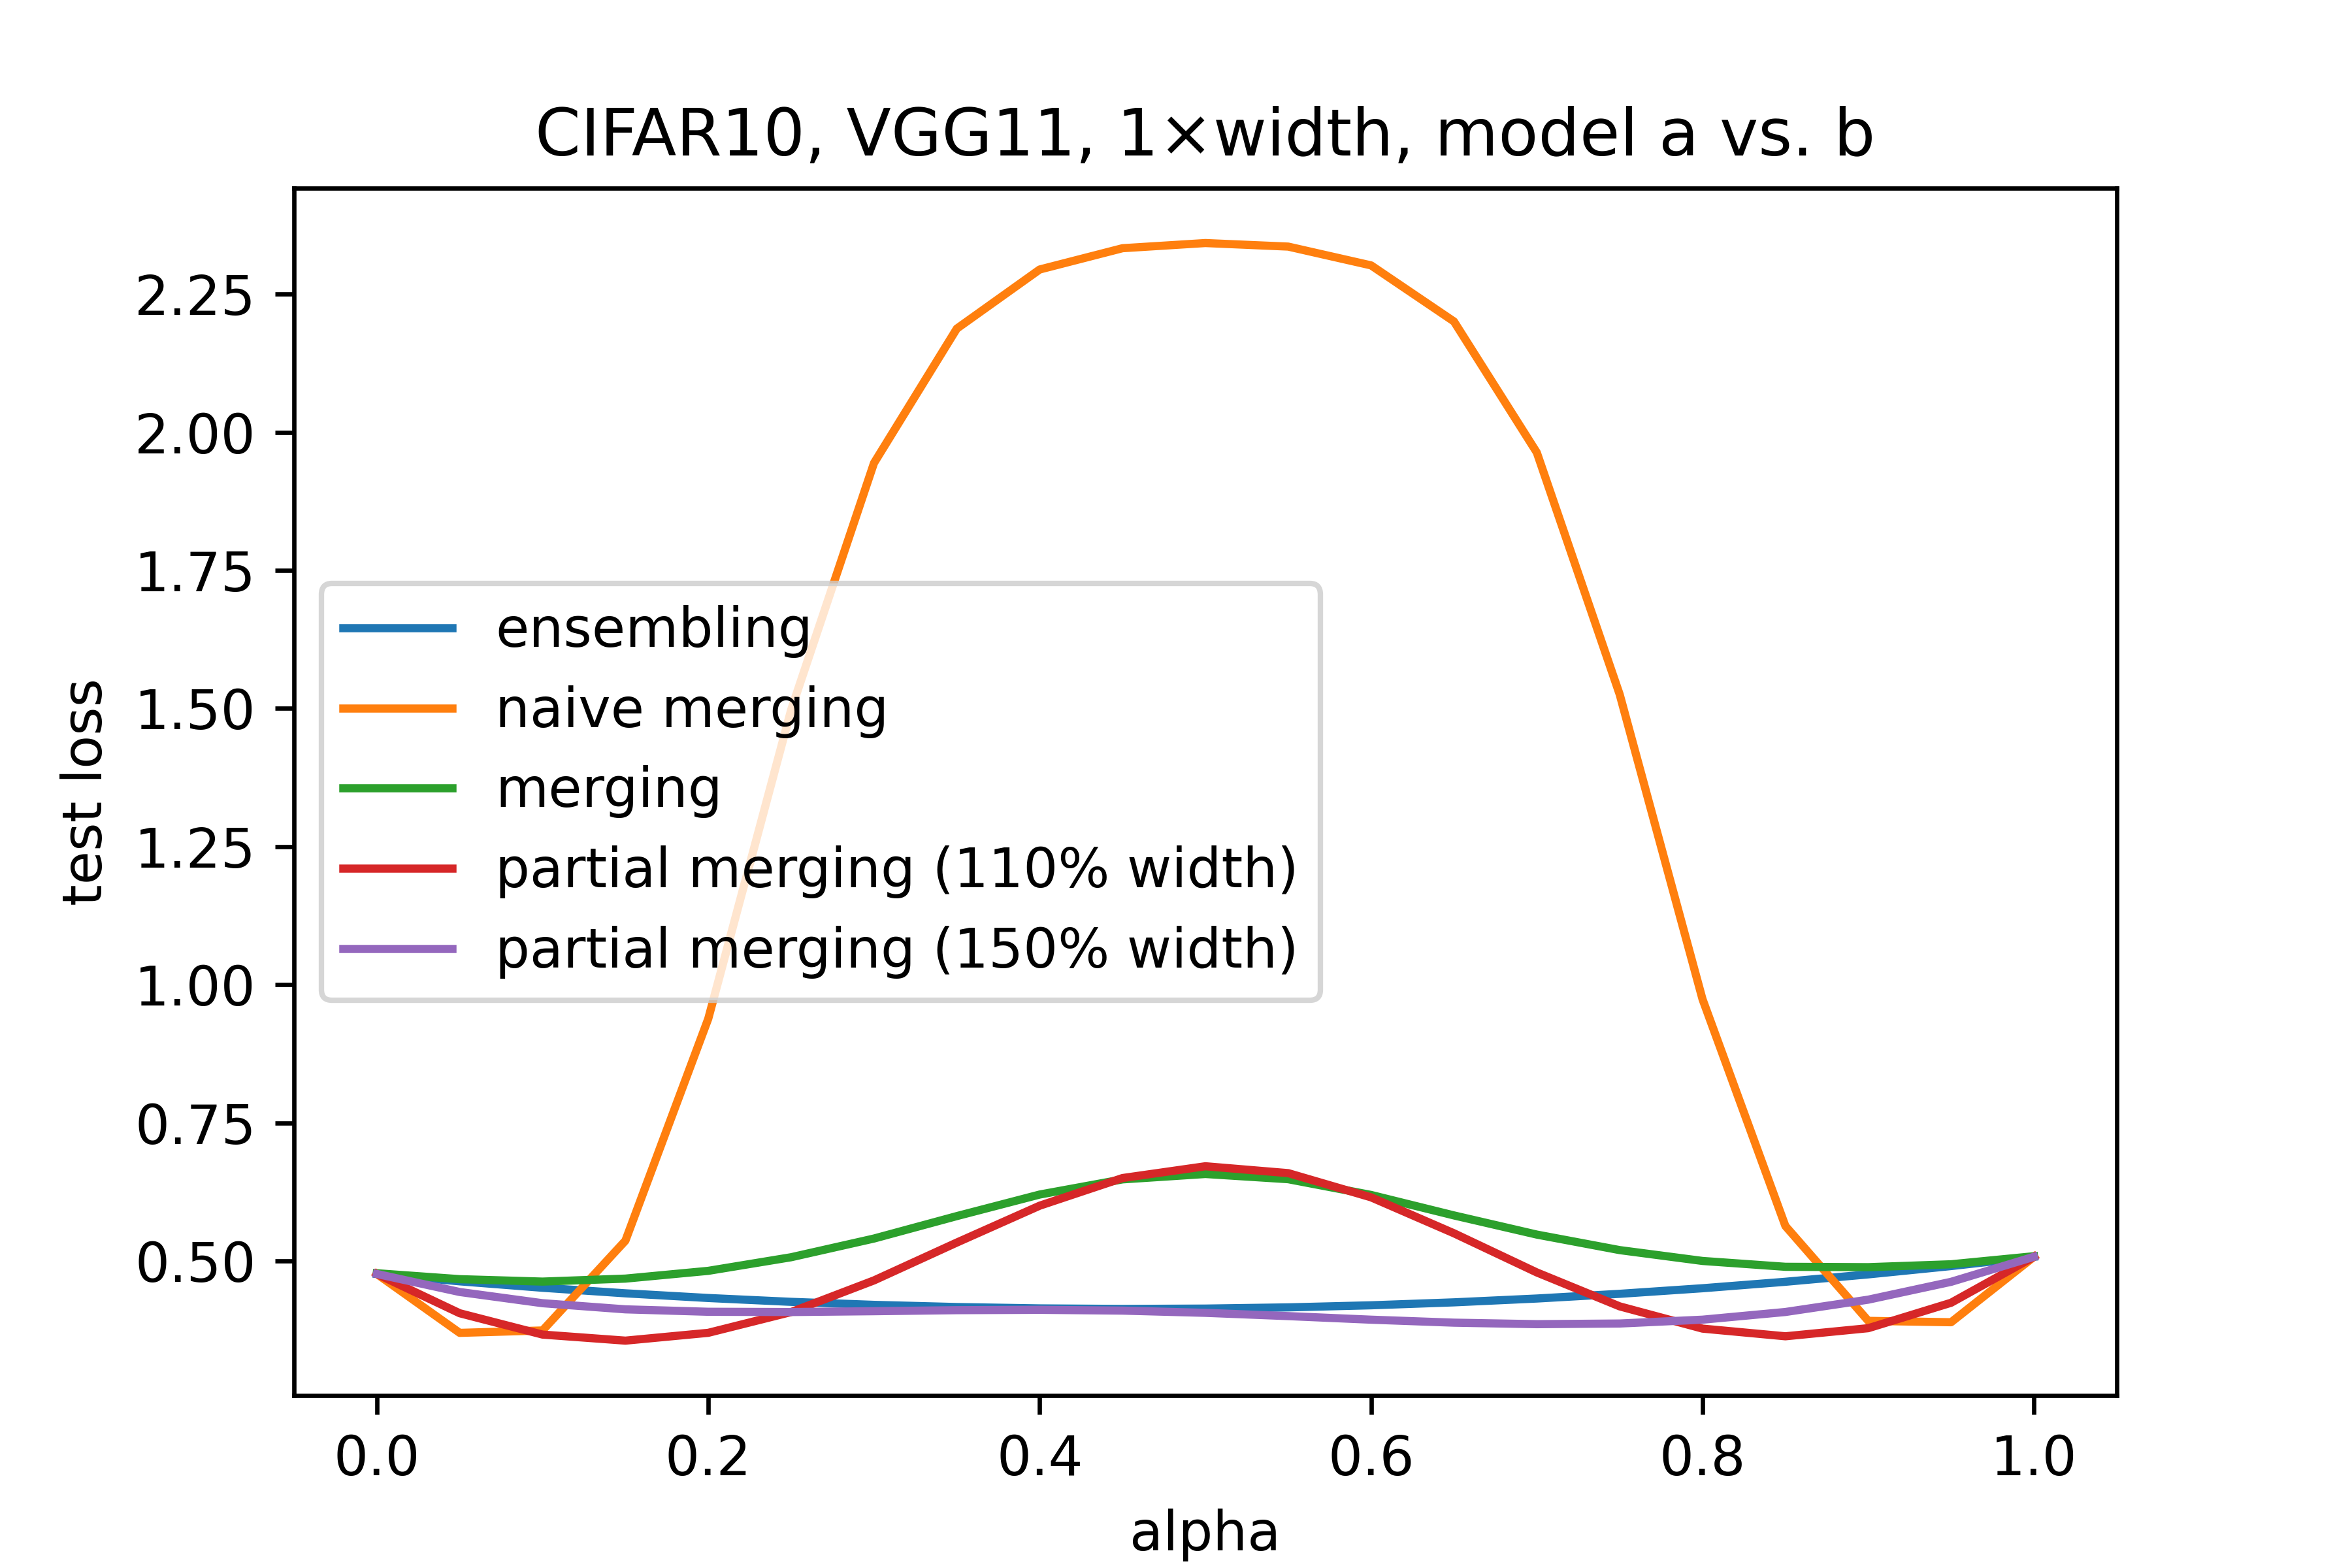 CIFAR10, VGG11, 1×width, model a vs. b
2.25
2.00
1.75
1.50
1.25
1.00
0.75
0.50
test loss
ensembling
naive merging
merging
partial merging (110% width)
partial merging (150% width)
0.0 0.2 0.4 0.6 0.8 1.0
alpha